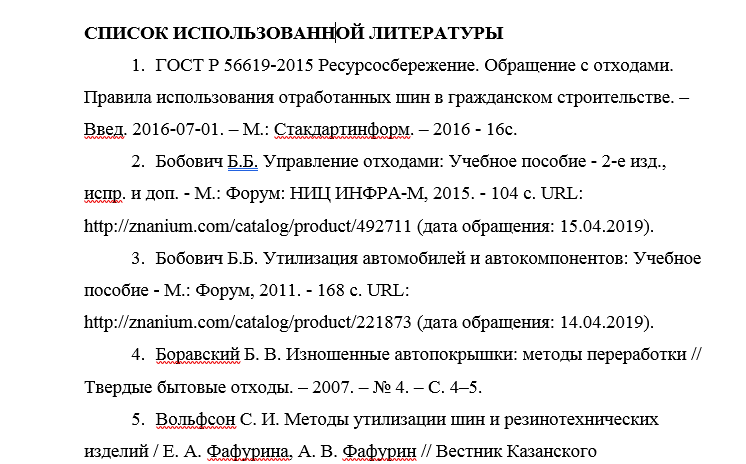 СПИСОК ИСПОЛЬЗОВАННОЙ ЛИТЕРАТУРЫ
1. ГОСТ Р 56619-2015 Ресурсосбережение. Обращение с отходами.
Правила использования отработанных шин в гражданском строительстве. –
Введ. 2016-07-01. – М.: Стакдартинформ. – 2016 - 16с.
2. Бобович Б.Б. Управление отходами: Учебное пособие - 2-е изд.,
испр. и доп. - М.: Форум: НИЦ ИНФРА-М, 2015. - 104 с. URL:
http://znanium.com/catalog/product/492711 (дата обращения: 15.04.2019).
3. Бобович Б.Б. Утилизация автомобилей и автокомпонентов: Учебное
пособие - М.: Форум, 2011. - 168 с. URL:
http://znanium.com/catalog/product/221873 (дата обращения: 14.04.2019).
4. Боравский Б. В. Изношенные автопокрышки: методы переработки //
Твердые бытовые отходы. – 2007. – № 4. – С. 4–5.
5. Вольфсон С. И. Методы утилизации шин и резинотехнических
изделий / Е. А. Фафурина, А. В. Фафурин // Вестник Казанского